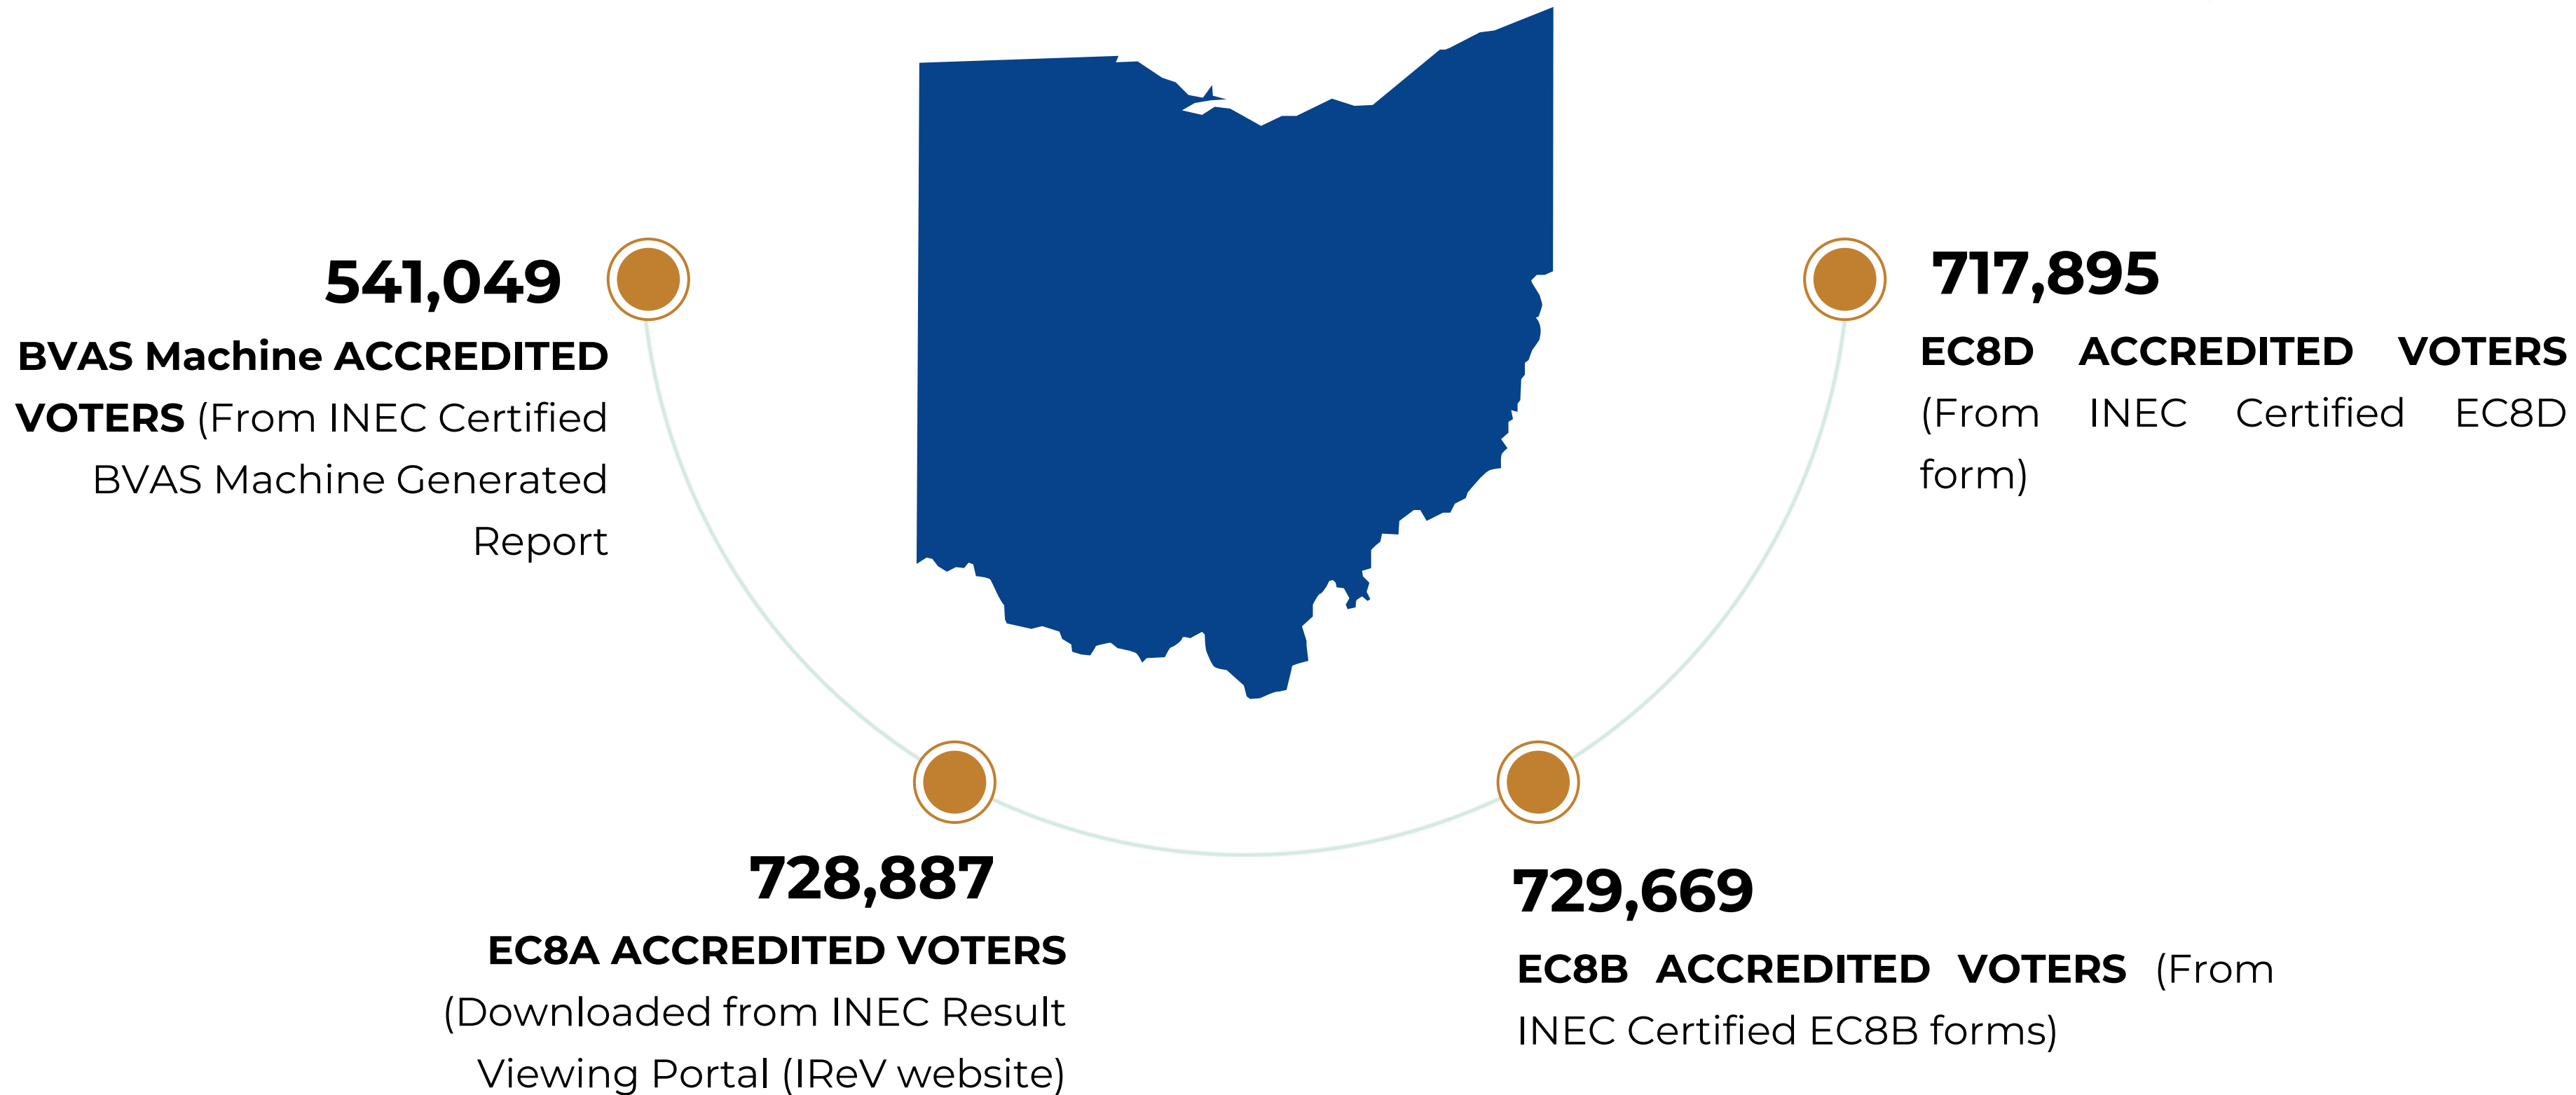 541,049
BVAS Machine ACCREDITED
VOTERS (From INEC Certified
BVAS Machine Generated
Report
717,895
EC8D ACCREDITED VOTERS
(From INEC Certified EC8D
form)
728,887
EC8A ACCREDITED VOTERS
(Downloaded from INEC Result
Viewing Portal (IReV website)
729,669
EC8B ACCREDITED VOTERS (From
INEC Certified EC8B forms)